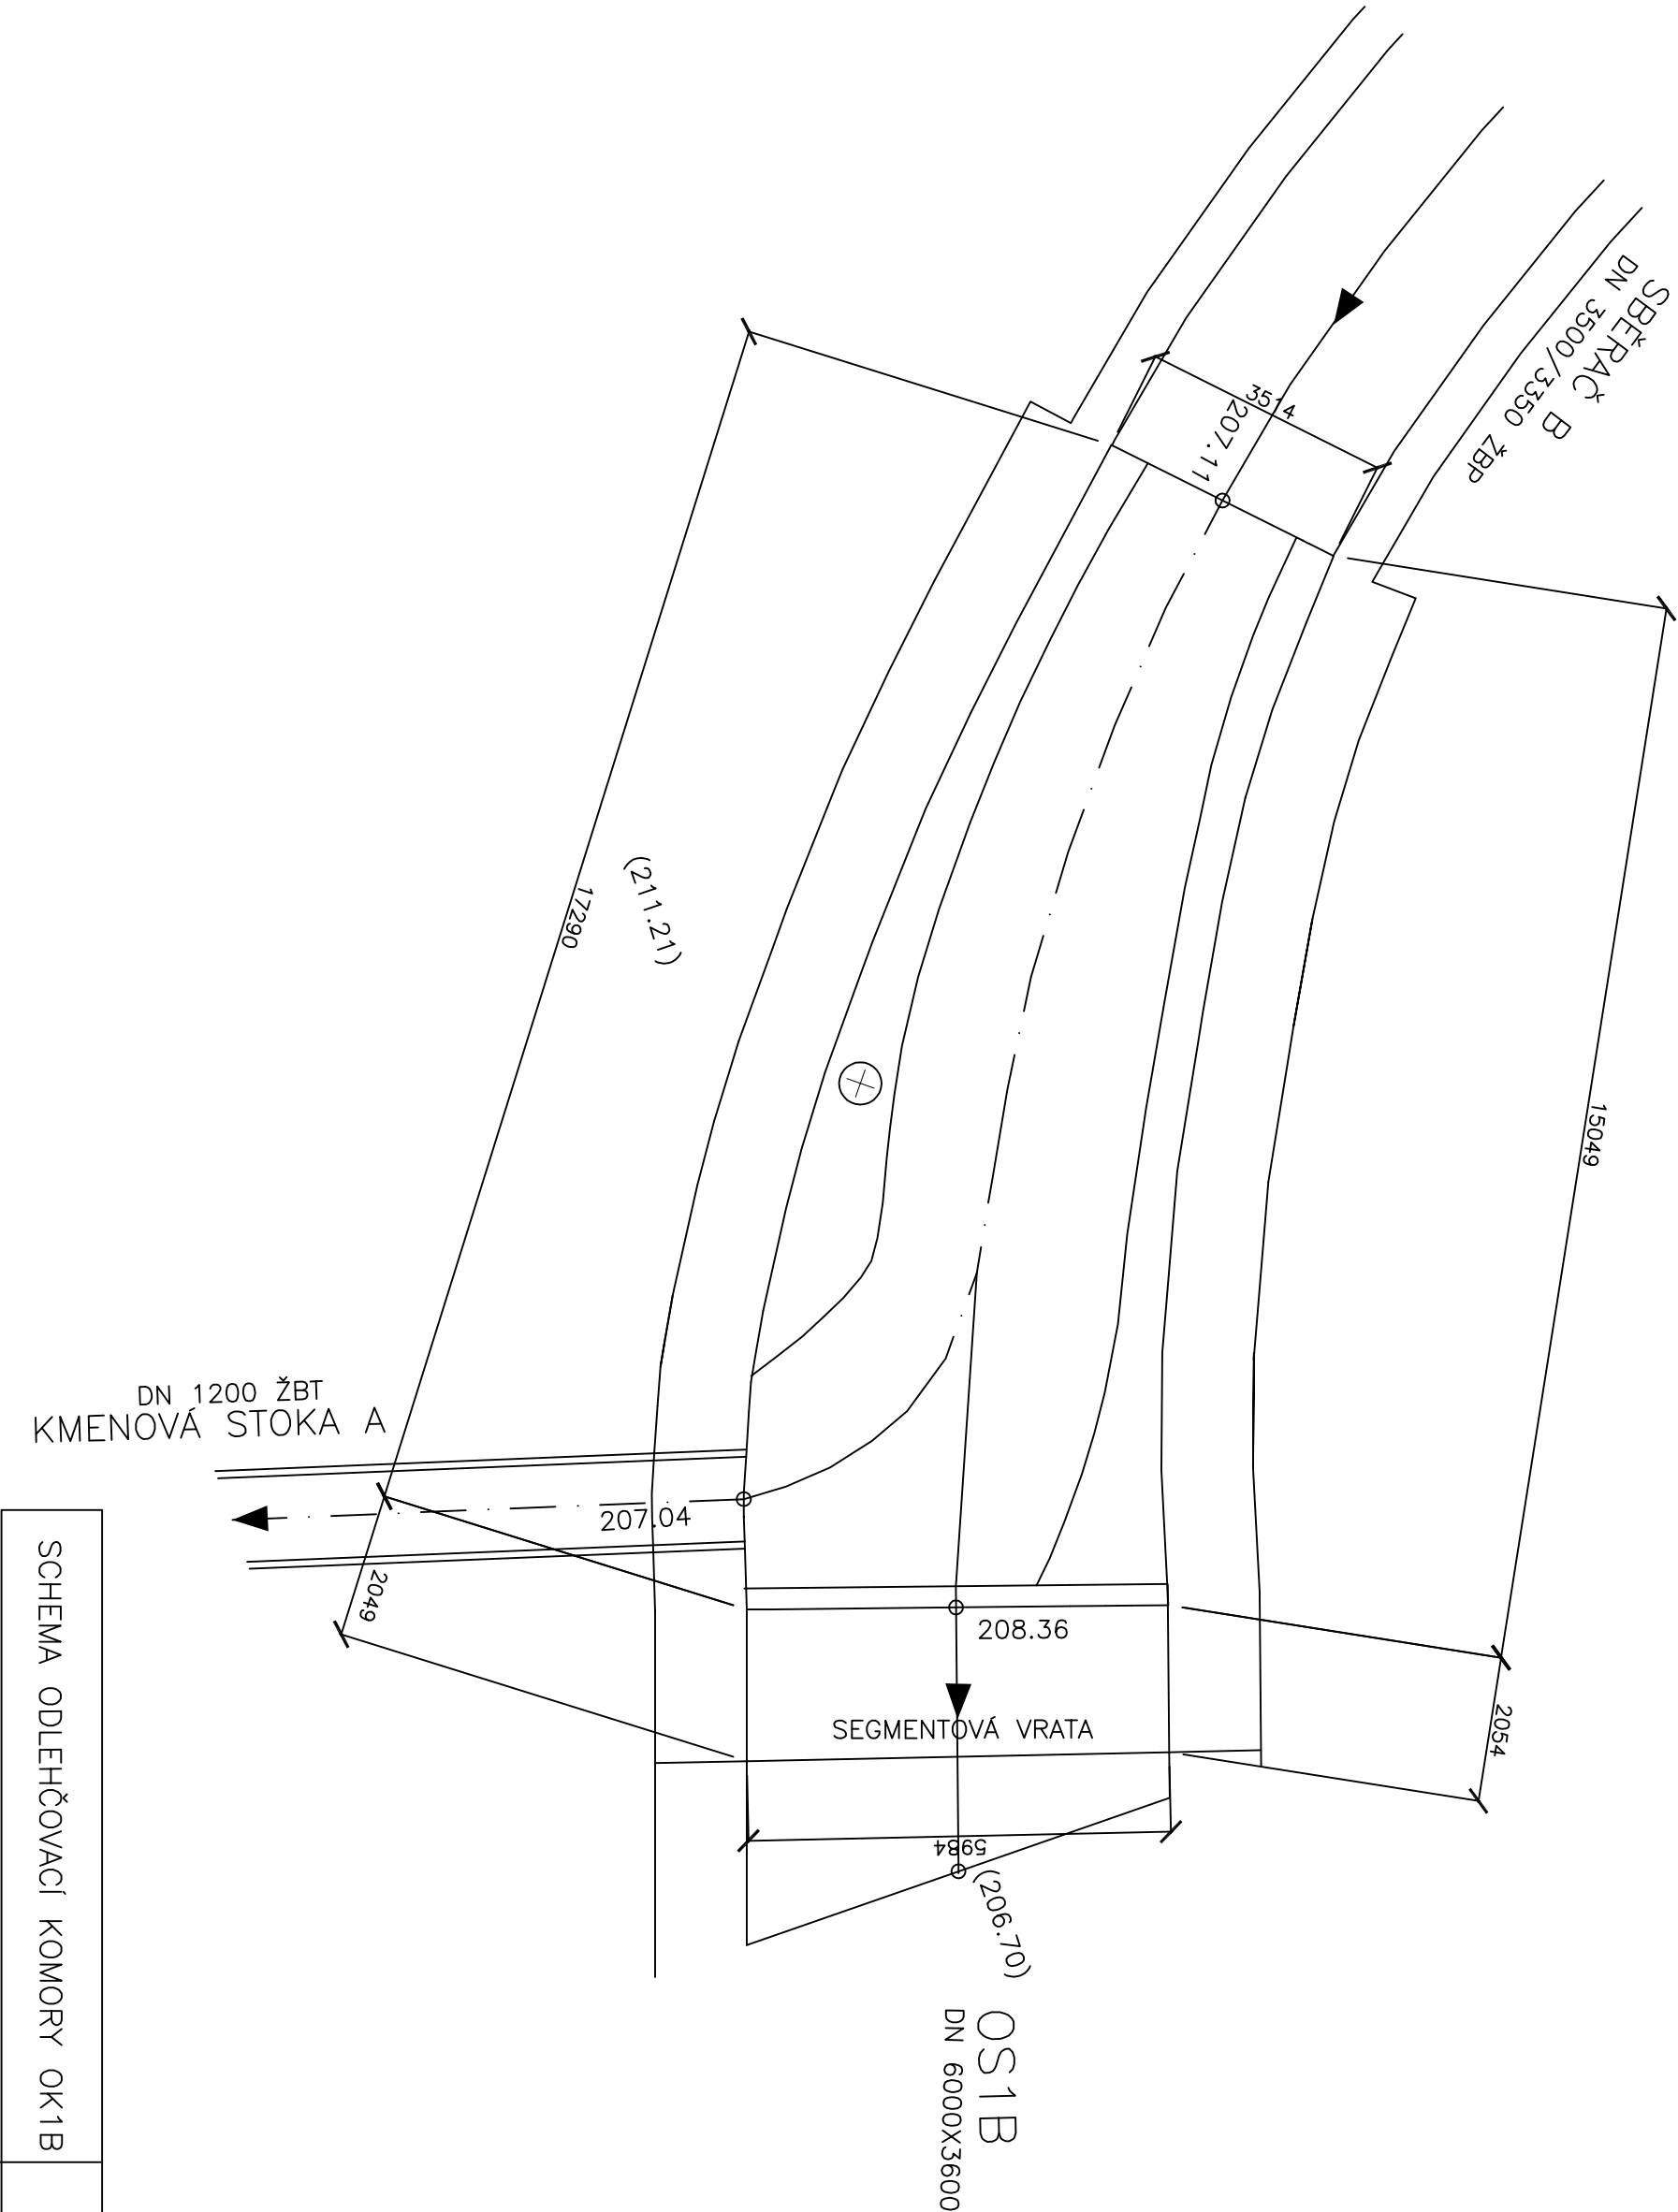 SBĚRAČ B
DN 3500/3350 ŽBP
3514
207.11
17290
(211.21)
15049
DN 1200 ŽBT
KMENOVÁ STOKA A
207.04
2049
208.36
SEGMENTOVÁ VRATA
2054
5984
(206.70)
OS1B
DN 6000X3600
SCHEMA ODLEHČOVACÍ KOMORY OK1B